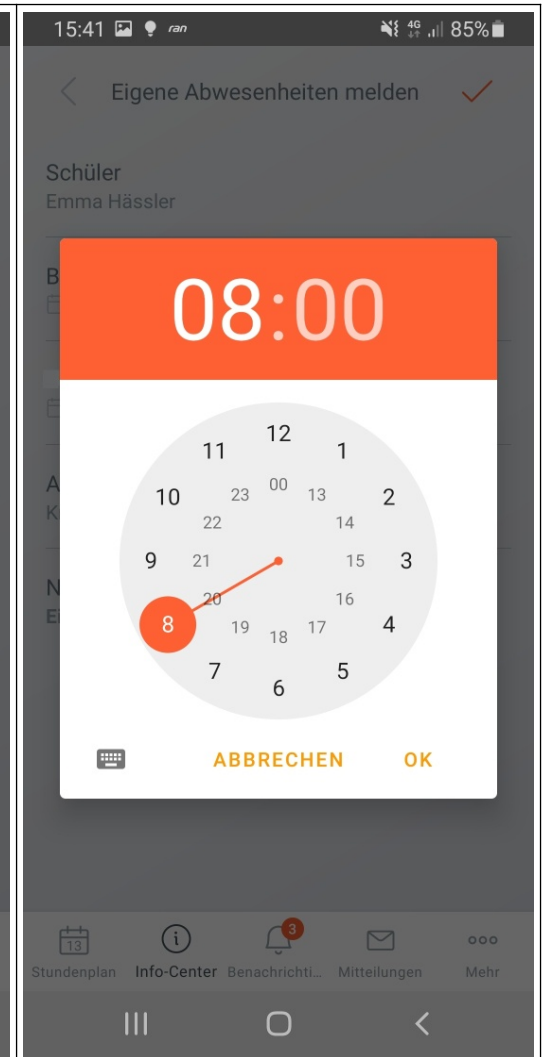 15:41 ran 4G 85%
Eigene Abwesenheiten melden
Schüler
Emma Hässler
B
08:00
12
11 1
00
23 13
10 2
22 14
9 21 15 3
20 16
8 4
19 17
18
7 5
6
A
K
N
Ei
ABBRECHEN OK
3
13
Stundenplan Info-Center Benachrichti... Mitteilungen Mehr